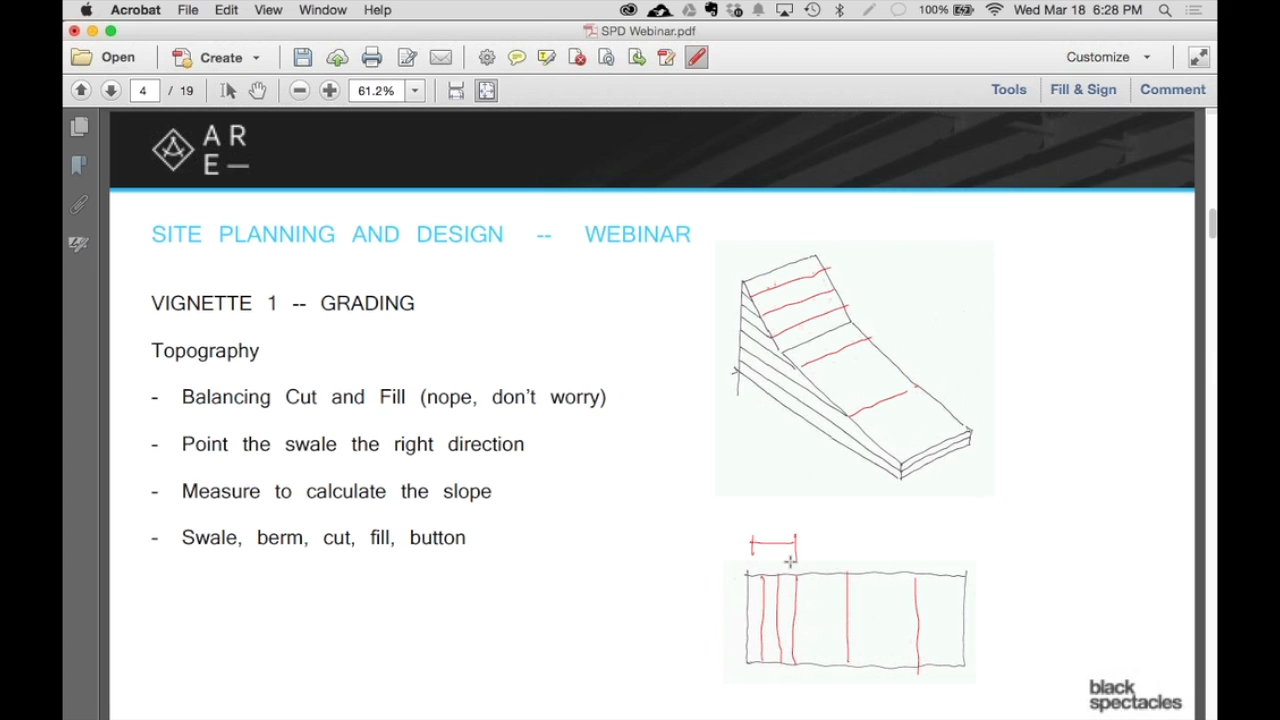 Acrobat File Edit View Window Help 100% Wed Mar 18 6:28 PM
SPD Webinar.pdf
Open Create Customize
4 / 19 61.2% Tools Fill & Sign Comment
A R
E —
SITE PLANNING AND DESIGN -- WEBINAR
VIGNETTE 1 -- GRADING
Topography
- Balancing Cut and Fill (nope, don't worry)
- Point the swale the right direction
- Measure to calculate the slope
- Swale, berm, cut, fill, button
black
spectacles